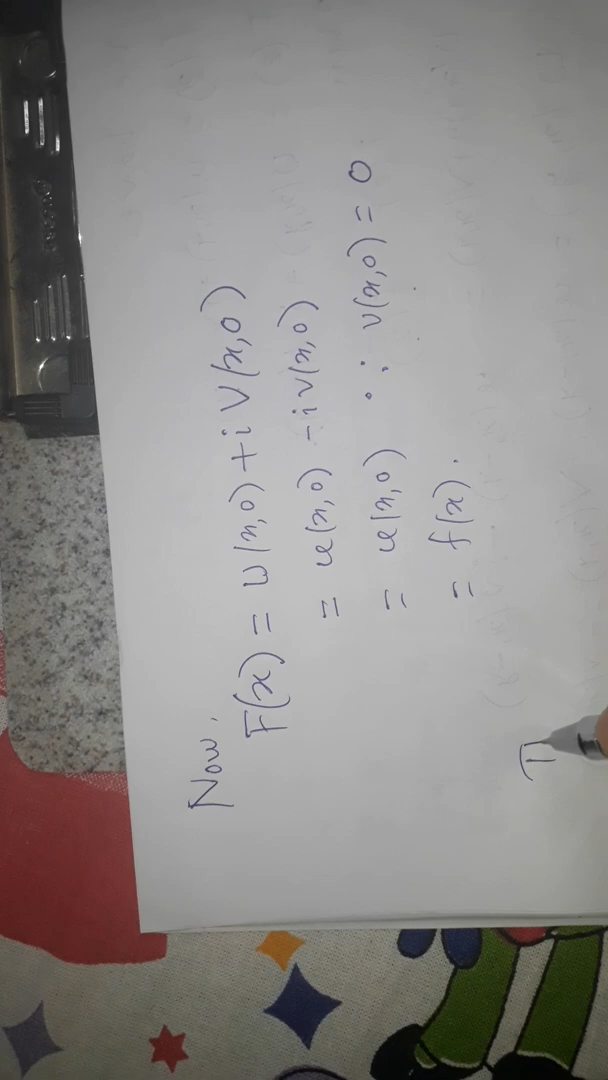 Now,
F(x) = U(x,0) + i V(x,0)
= u(x,0) - i v(x,0)
= u(x,0) ∵ v(x,0) = 0
= f(x).
T